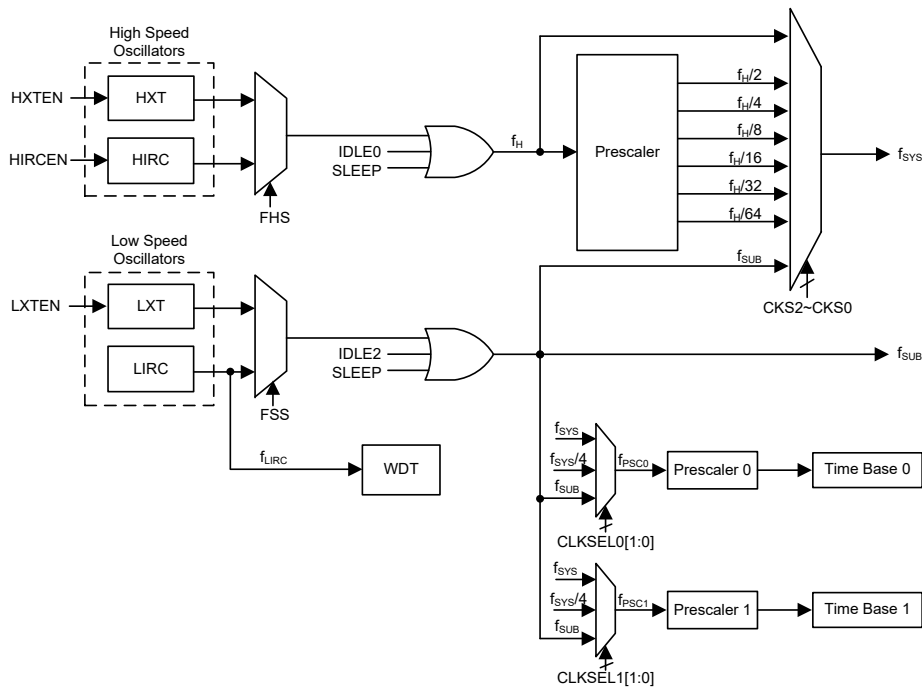 High Speed
Oscillators
HXTEN
HXT
HIRCEN
HIRC
FHS
IDLE0
SLEEP
fH
Prescaler
fH/2
fH/4
fH/8
fH/16
fH/32
fH/64
fSUB
CKS2~CKS0
fSYS
Low Speed
Oscillators
LXTEN
LXT
LIRC
FSS
IDLE2
SLEEP
fSUB
fLIRC
WDT
fSYS
fSYS/4
fSUB
fPSC0
CLKSEL0[1:0]
Prescaler 0
Time Base 0
fSYS
fSYS/4
fSUB
fPSC1
CLKSEL1[1:0]
Prescaler 1
Time Base 1